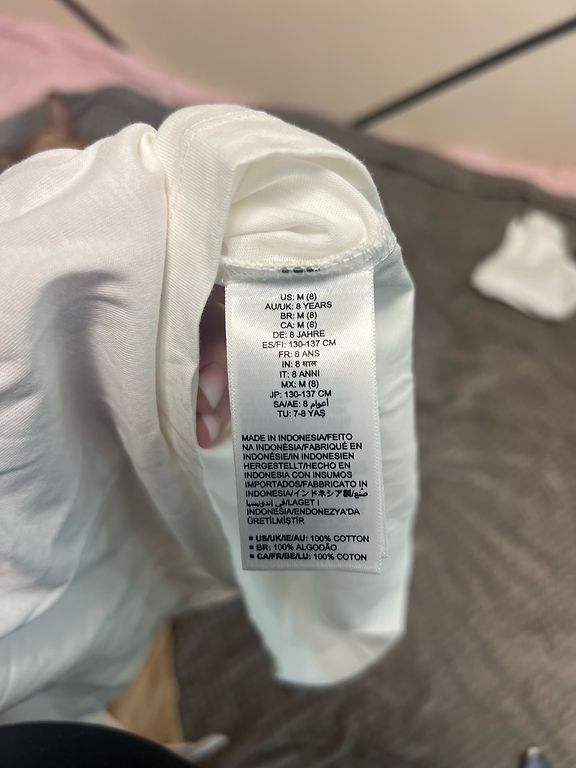 US: M (8)
AU/UK: 8 YEARS
BR: M (8)
CA: M (8)
DE: 8 JAHRE
ES/FI: 130-137 CM
FR: 8 ANS
IN: 8 साल
IT: 8 ANNI
MX: M (8)
JP: 130-137 CM
SA/AE: 8 أعوام
TU: 7-8 YAŞ
MADE IN INDONESIA/FEITO
NA INDONÉSIA/FABRIQUÉ EN
INDONÉSIE/IN INDONESIEN
HERGESTELLT/HECHO EN
INDONESIA CON INSUMOS
IMPORTADOS/FABBRICATO IN
INDONESIA/インドネシア製/صُنع
في إندونيسيا/LAGET I
INDONESIA/ENDONEZYA'DA
ÜRETİLMİŞTİR
▪ US/UK/IE/AU: 100% COTTON
▪ BR: 100% ALGODÃO
▪ CA/FR/BE/LU: 100% COTON